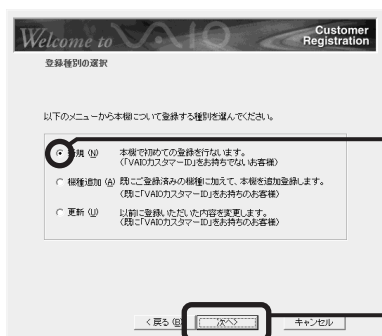 Welcome to VAIO
Customer
Registration
登録種別の選択
以下のメニューから本機について登録する種別を選んでください。
新規 (N) 本機で初めての登録を行ないます。
(「VAIOカスタマーID」をお持ちでないお客様)
機種追加 (A) 既にご登録済みの機種に加えて、本機を追加登録します。
(既に「VAIOカスタマーID」をお持ちのお客様)
更新 (U) 以前に登録いただいた内容を変更します。
(既に「VAIOカスタマーID」をお持ちのお客様)
< 戻る (B) 次へ > キャンセル